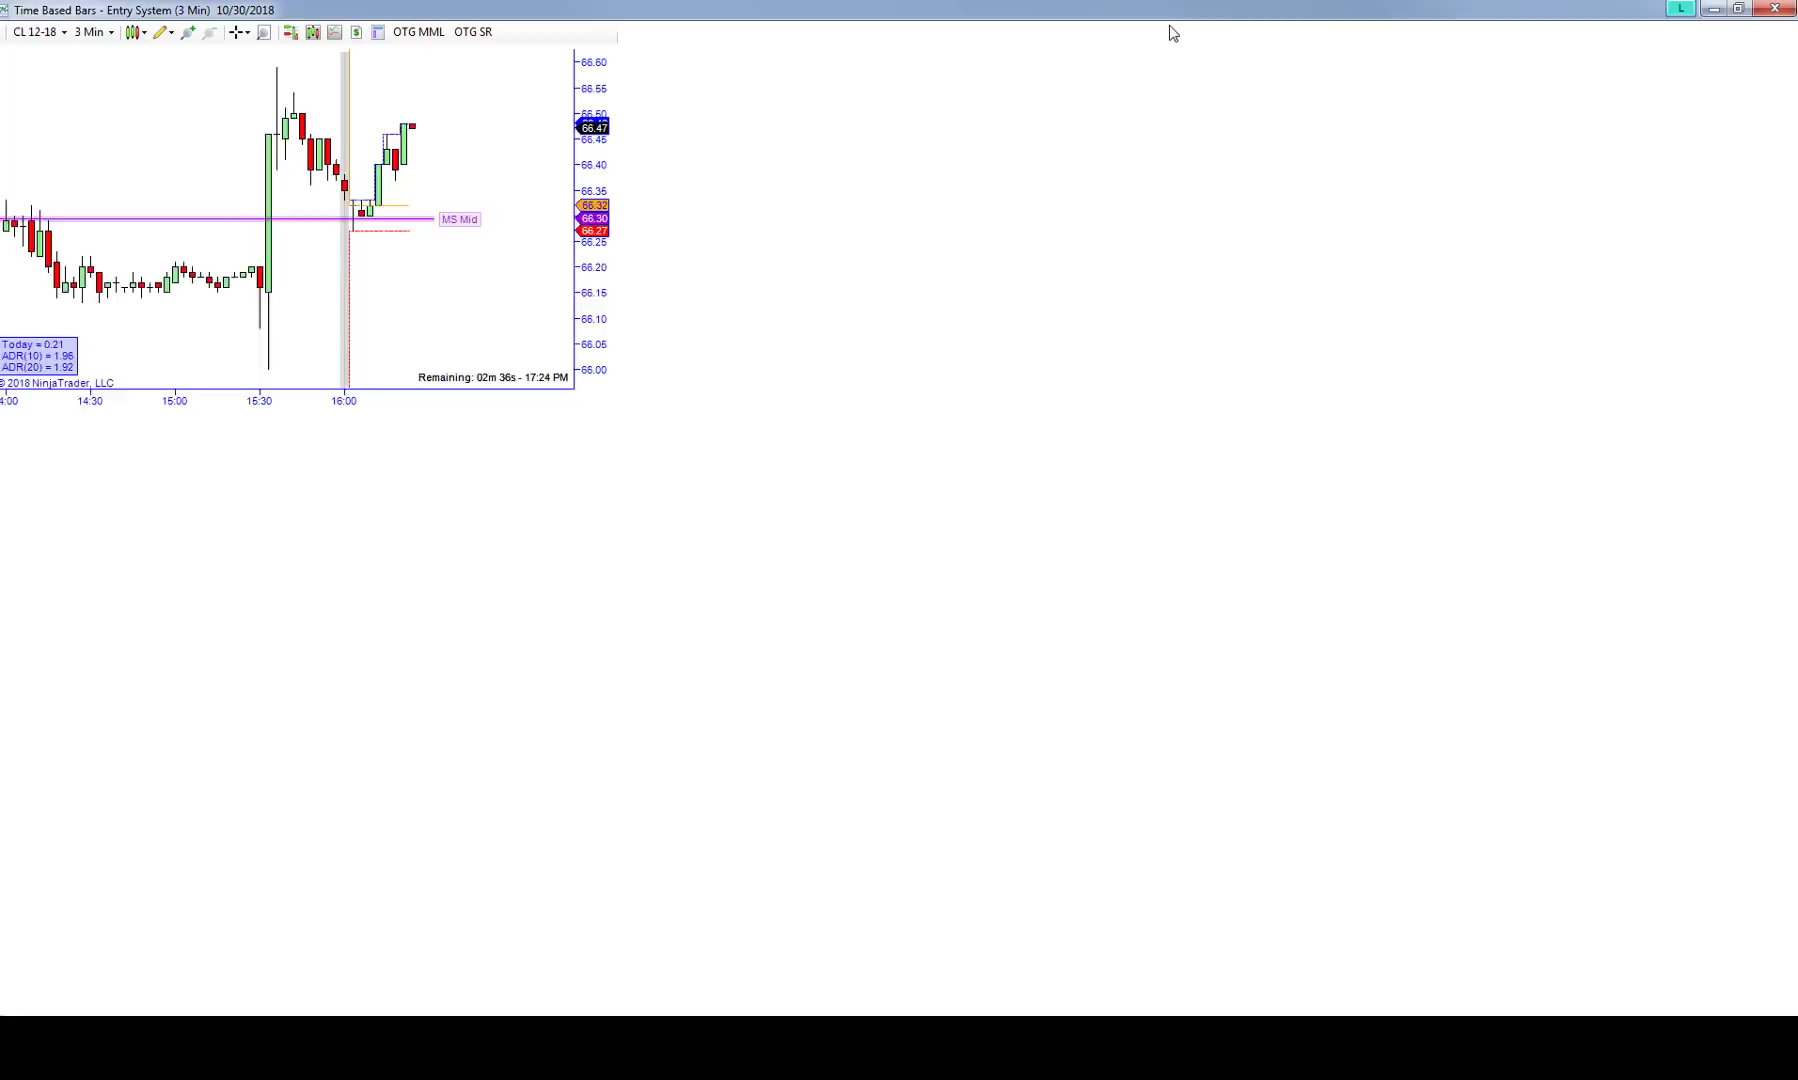 Time Based Bars - Entry System (3 Min) 10/30/2018
L
CL 12-18 3 Min OTG MML OTG SR
66.60
66.55
66.50
66.47
66.45
66.40
66.35
66.32
66.30
MS Mid
66.27
66.25
66.20
66.15
66.10
66.05
66.00
Today = 0.21
ADR(10) = 1.96
ADR(20) = 1.92
Remaining: 02m 36s - 17:24 PM
© 2018 NinjaTrader, LLC
4:00 14:30 15:00 15:30 16:00